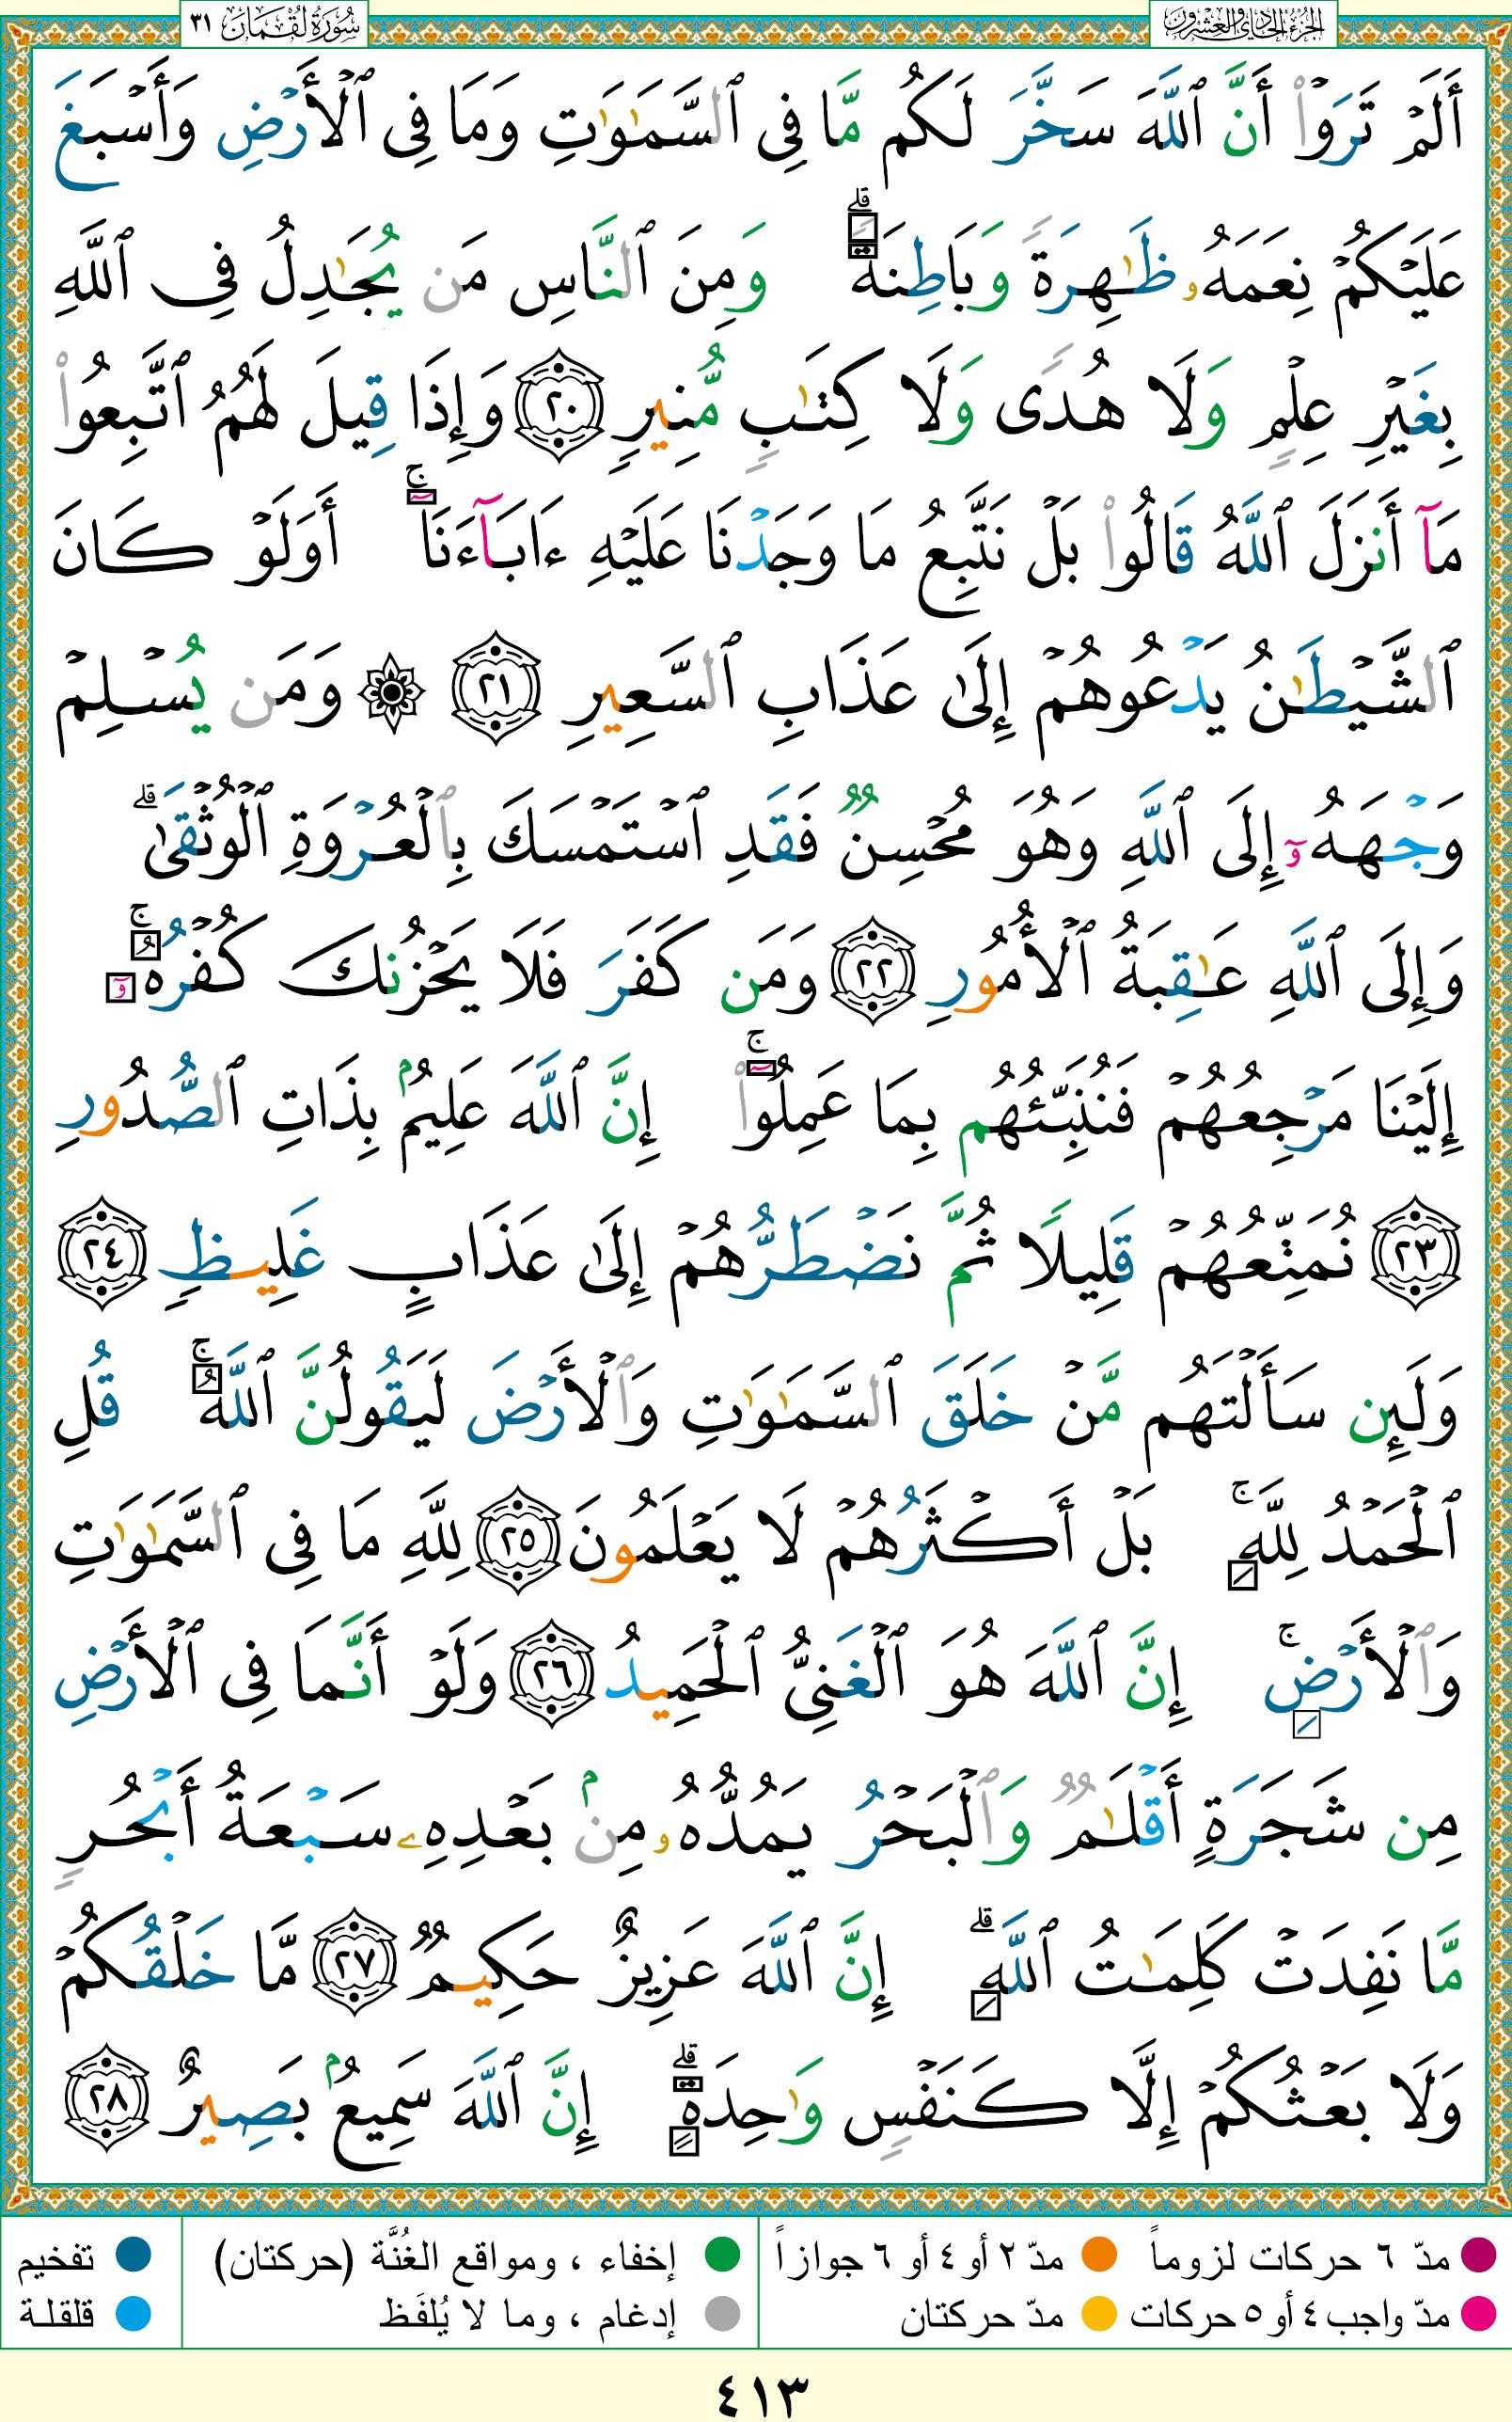 الجزء الحادي والعشرون
سورة لقمان ٣١
أَلَمْ تَرَوْا۟ أَنَّ ٱللَّهَ سَخَّرَ لَكُم مَّا فِى ٱلسَّمَـٰوَٰتِ وَمَا فِى ٱلْأَرْضِ وَأَسْبَغَ
عَلَيْكُمْ نِعَمَهُۥ ظَـٰهِرَةً وَبَاطِنَةً ۗ وَمِنَ ٱلنَّاسِ مَن يُجَـٰدِلُ فِى ٱللَّهِ
بِغَيْرِ عِلْمٍ وَلَا هُدًى وَلَا كِتَـٰبٍ مُّنِيرٍ ٢٠ وَإِذَا قِيلَ لَهُمُ ٱتَّبِعُوا۟
مَآ أَنزَلَ ٱللَّهُ قَالُوا۟ بَلْ نَتَّبِعُ مَا وَجَدْنَا عَلَيْهِ ءَابَآءَنَآ ۚ أَوَلَوْ كَانَ
ٱلشَّيْطَـٰنُ يَدْعُوهُمْ إِلَىٰ عَذَابِ ٱلسَّعِيرِ ٢١ ۞ وَمَن يُسْلِمْ
وَجْهَهُۥٓ إِلَى ٱللَّهِ وَهُوَ مُحْسِنٌ فَقَدِ ٱسْتَمْسَكَ بِٱلْعُرْوَةِ ٱلْوُثْقَىٰ ۗ
وَإِلَى ٱللَّهِ عَـٰقِبَةُ ٱلْأُمُورِ ٢٢ وَمَن كَفَرَ فَلَا يَحْزُنكَ كُفْرُهُۥٓ ۚ
إِلَيْنَا مَرْجِعُهُمْ فَنُنَبِّئُهُم بِمَا عَمِلُوٓا۟ ۚ إِنَّ ٱللَّهَ عَلِيمٌۢ بِذَاتِ ٱلصُّدُورِ
٢٣ نُمَتِّعُهُمْ قَلِيلًا ثُمَّ نَضْطَرُّهُمْ إِلَىٰ عَذَابٍ غَلِيظٍ ٢٤
وَلَئِن سَأَلْتَهُم مَّنْ خَلَقَ ٱلسَّمَـٰوَٰتِ وَٱلْأَرْضَ لَيَقُولُنَّ ٱللَّهُ ۚ قُلِ
ٱلْحَمْدُ لِلَّهِ ۚ بَلْ أَكْثَرُهُمْ لَا يَعْلَمُونَ ٢٥ لِلَّهِ مَا فِى ٱلسَّمَـٰوَٰتِ
وَٱلْأَرْضِ ۚ إِنَّ ٱللَّهَ هُوَ ٱلْغَنِىُّ ٱلْحَمِيدُ ٢٦ وَلَوْ أَنَّمَا فِى ٱلْأَرْضِ
مِن شَجَرَةٍ أَقْلَـٰمٌ وَٱلْبَحْرُ يَمُدُّهُۥ مِنۢ بَعْدِهِۦ سَبْعَةُ أَبْحُرٍ
مَّا نَفِدَتْ كَلِمَـٰتُ ٱللَّهِ ۗ إِنَّ ٱللَّهَ عَزِيزٌ حَكِيمٌ ٢٧ مَّا خَلْقُكُمْ
وَلَا بَعْثُكُمْ إِلَّا كَنَفْسٍ وَٰحِدَةٍ ۗ إِنَّ ٱللَّهَ سَمِيعٌۢ بَصِيرٌ ٢٨
مدّ ٦ حركات لزوماً مدّ ٢ أو ٤ أو ٦ جوازاً إخفاء ، ومواقع الغُنَّة (حركتان) تفخيم
مدّ واجب ٤ أو ٥ حركات مدّ حركتان إدغام ، وما لا يُلفَظ قلقلة
٤١٣